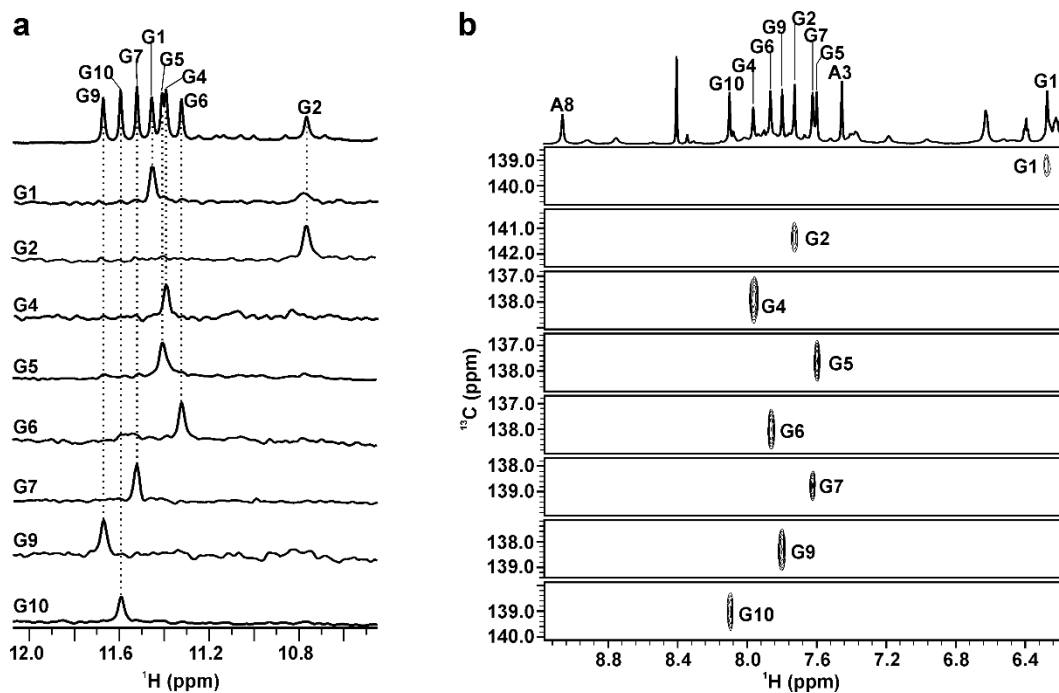 a
G1
G7 G5
G10 G4
G9 G6 G2
G1
G2
G4
G5
G6
G7
G9
G10
12.0 11.6 11.2 10.8
¹H (ppm)
b
G2
G9 G7
G6 G5
G4
G10 A3
A8 G1
139.0
140.0
G1
141.0
142.0
G2
137.0
138.0
G4
137.0
138.0
G5
137.0
138.0
G6
138.0
139.0
G7
138.0
139.0
G9
139.0
140.0
G10
¹³C (ppm)
8.8 8.4 8.0 7.6 7.2 6.8 6.4
¹H (ppm)